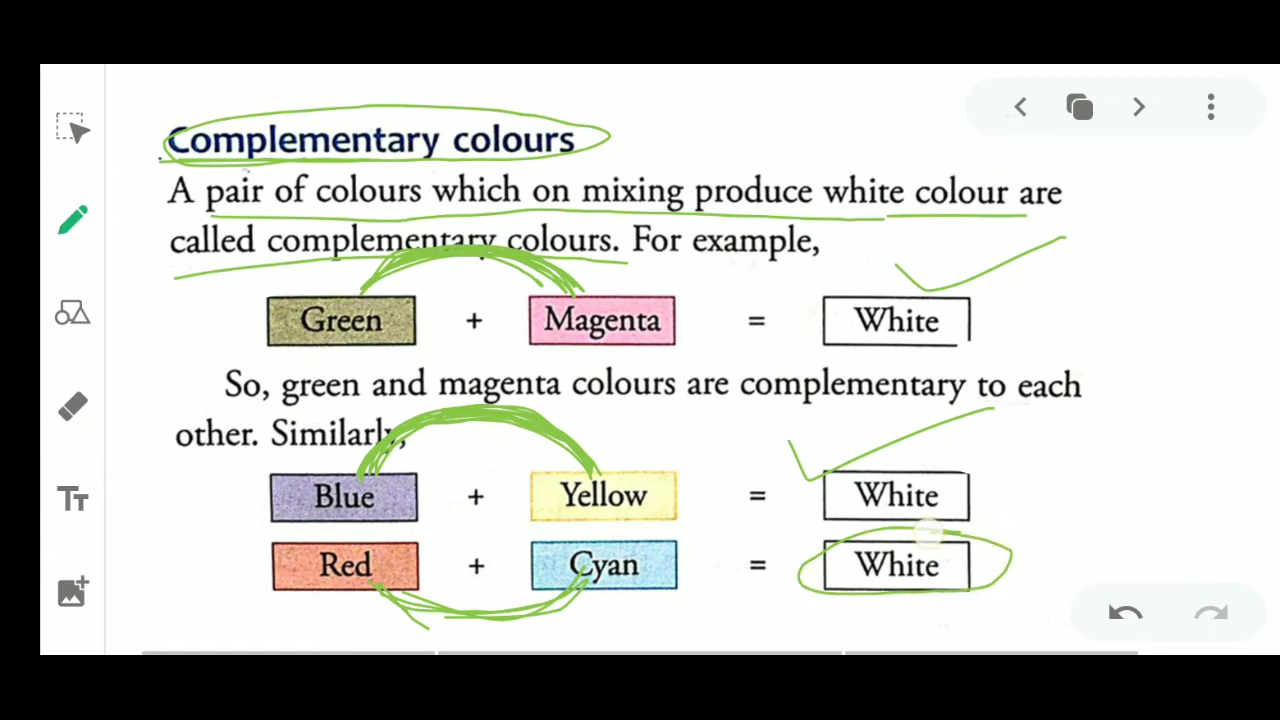 Complementary colours
A pair of colours which on mixing produce white colour are
called complementary colours. For example,
Green + Magenta = White
So, green and magenta colours are complementary to each
other. Similarly,
Blue + Yellow = White
Red + Cyan = White
TT